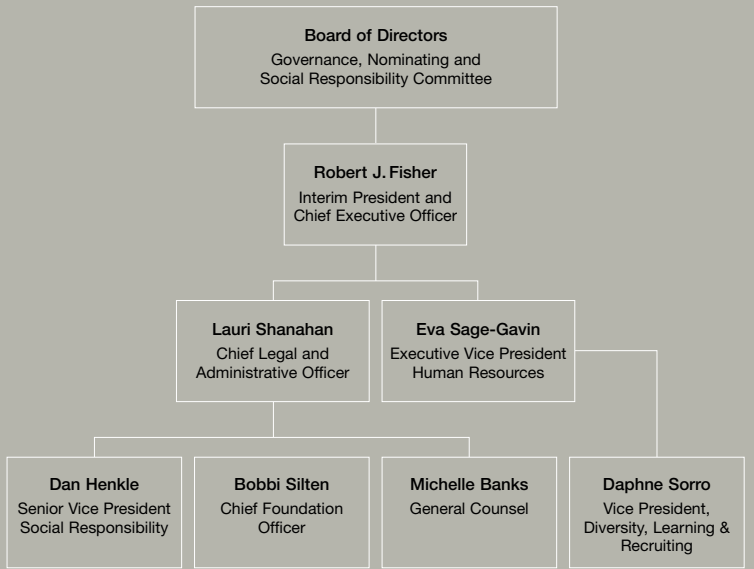 Board of Directors
Governance, Nominating and
Social Responsibility Committee
Robert J. Fisher
Interim President and
Chief Executive Officer
Lauri Shanahan
Chief Legal and
Administrative Officer
Eva Sage-Gavin
Executive Vice President
Human Resources
Dan Henkle
Senior Vice President
Social Responsibility
Bobbi Silten
Chief Foundation
Officer
Michelle Banks
General Counsel
Daphne Sorro
Vice President,
Diversity, Learning &
Recruiting